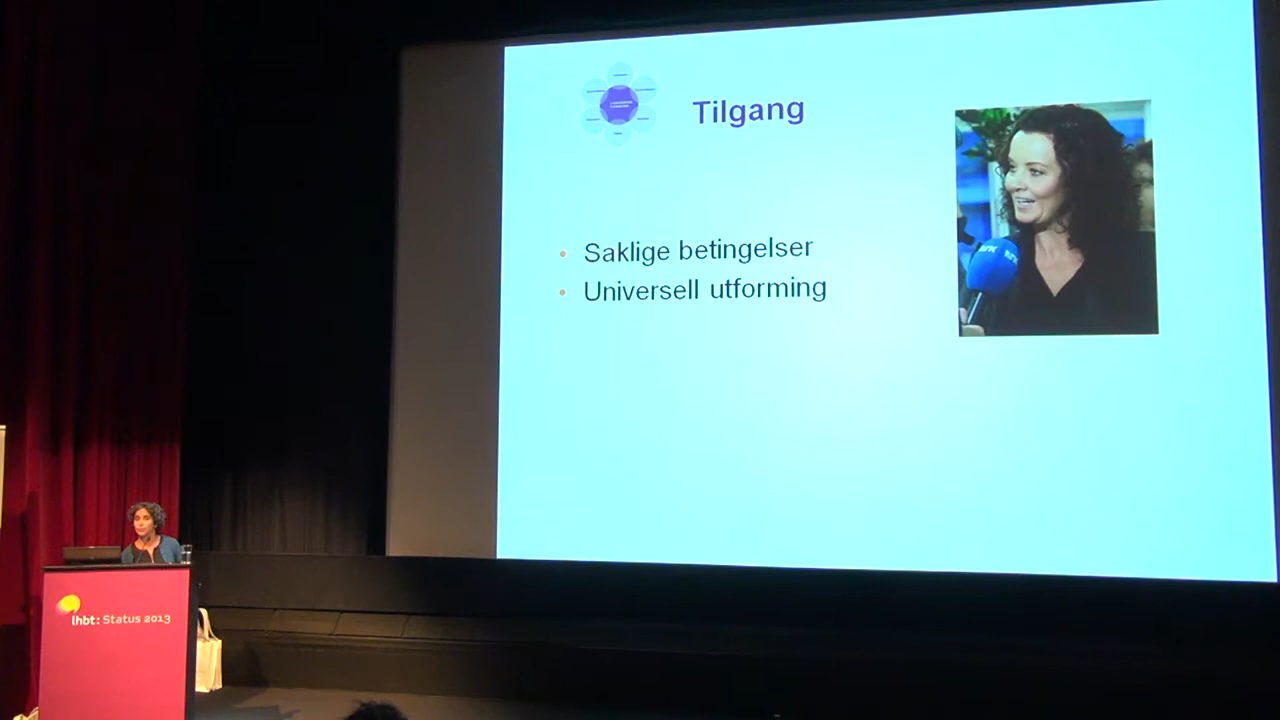 Tilgang
Saklige betingelser
Universell utforming
NRK
lhbt: Status 2013